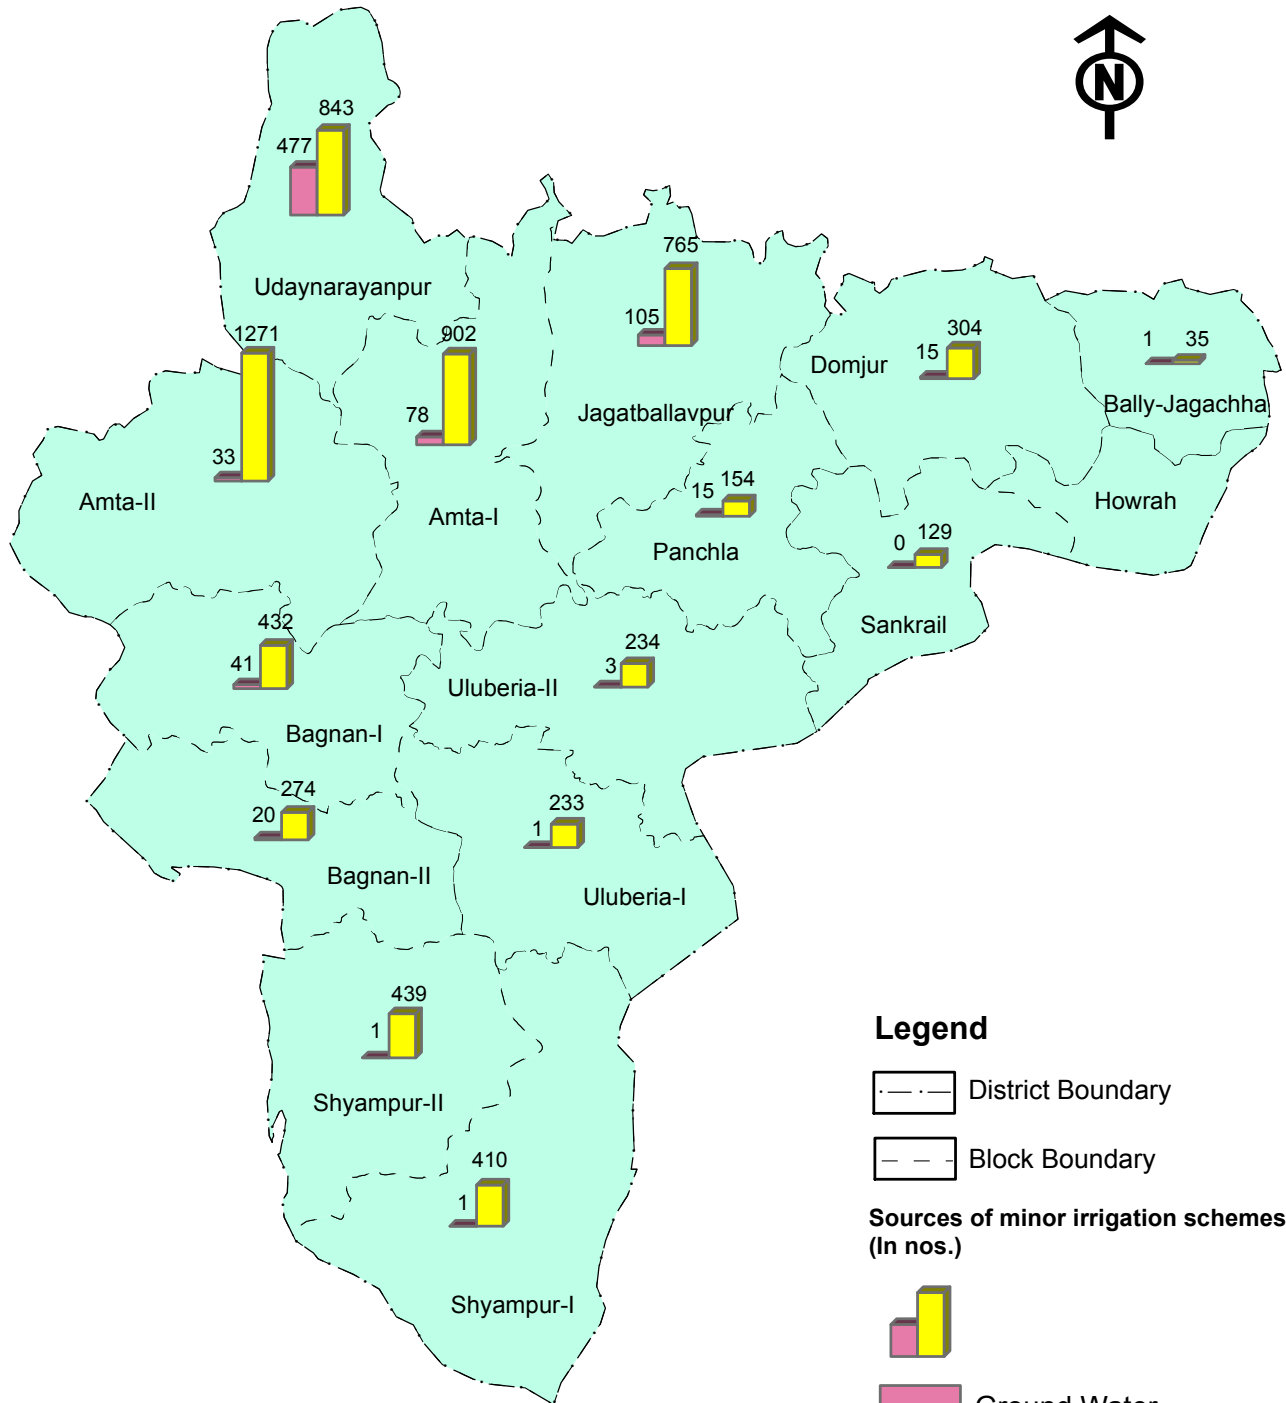 N
843
477
Udaynarayanpur
765
105
Jagatballavpur
304
15
Domjur
1 35
Bally-Jagachha
Howrah
1271
33
Amta-II
902
78
Amta-I
15 154
Panchla
0 129
Sankrail
432
41
Bagnan-I
234
3
Uluberia-II
274
20
Bagnan-II
233
1
Uluberia-I
439
1
Shyampur-II
410
1
Shyampur-I
Legend
District Boundary
Block Boundary
Sources of minor irrigation schemes
(In nos.)
Ground Water